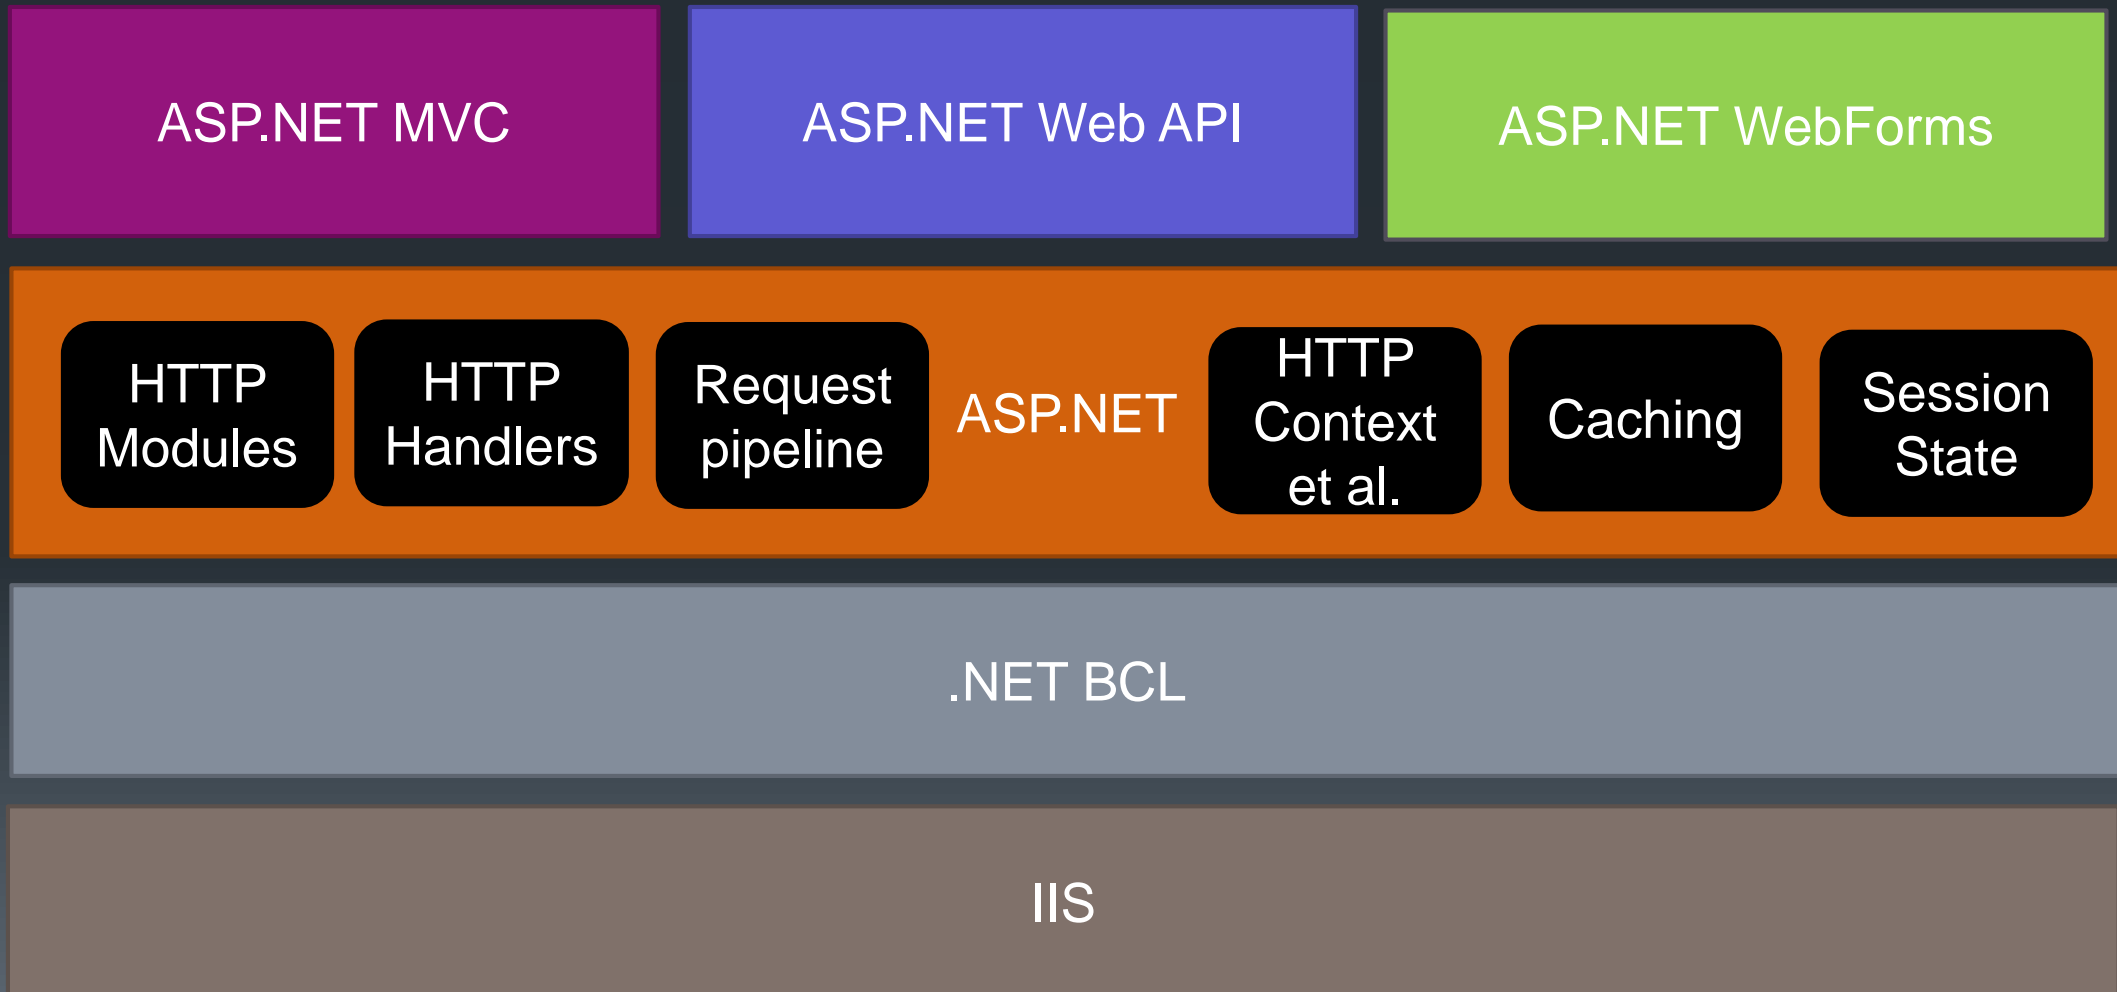 ASP.NET MVC
ASP.NET Web API
ASP.NET WebForms
HTTP
Modules
HTTP
Handlers
Request
pipeline
ASP.NET
HTTP
Context
et al.
Caching
Session
State
.NET BCL
IIS